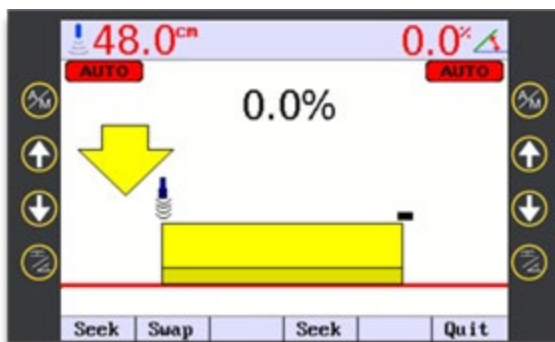 48.0cm 0.0%
AUTO AUTO
A/M A/M
0.0%
Seek Swap Seek Quit